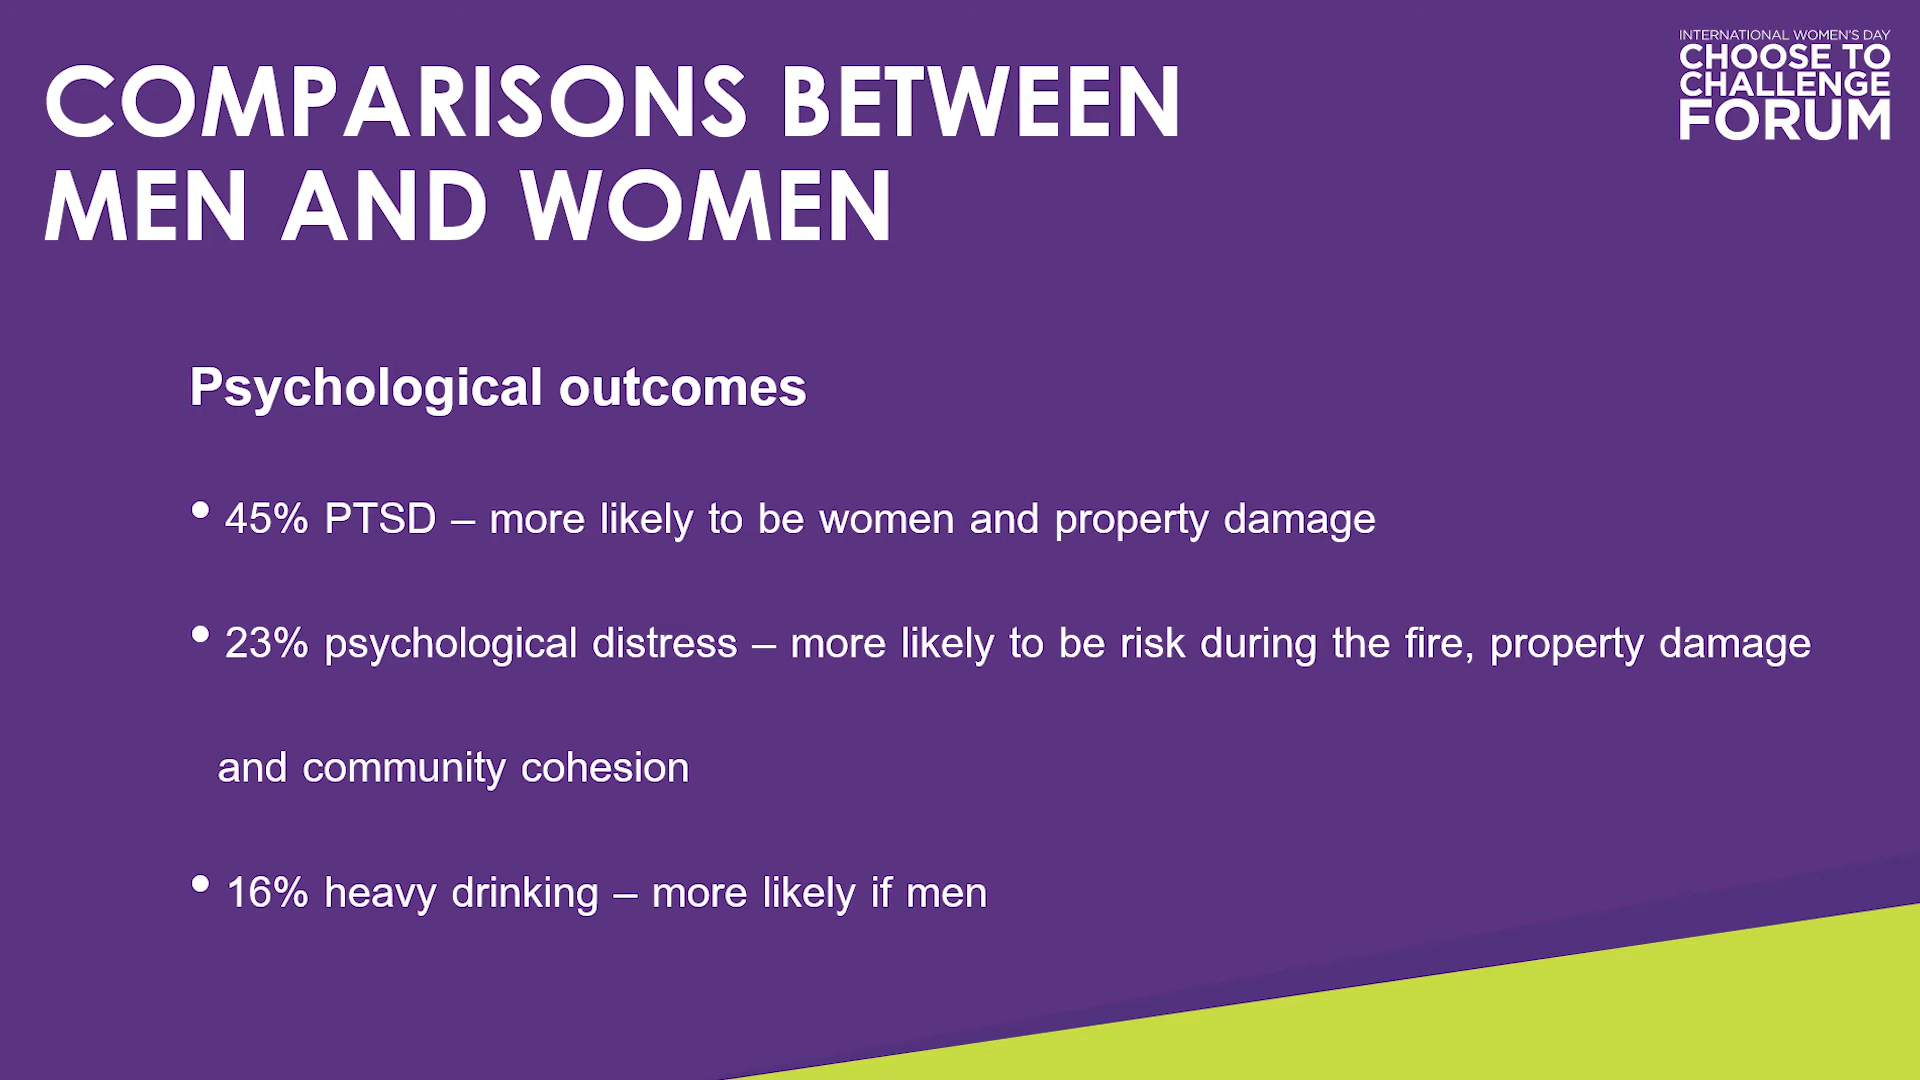 COMPARISONS BETWEEN
MEN AND WOMEN
INTERNATIONAL WOMEN'S DAY
CHOOSE TO
CHALLENGE
FORUM
Psychological outcomes
• 45% PTSD – more likely to be women and property damage
• 23% psychological distress – more likely to be risk during the fire, property damage
and community cohesion
• 16% heavy drinking – more likely if men